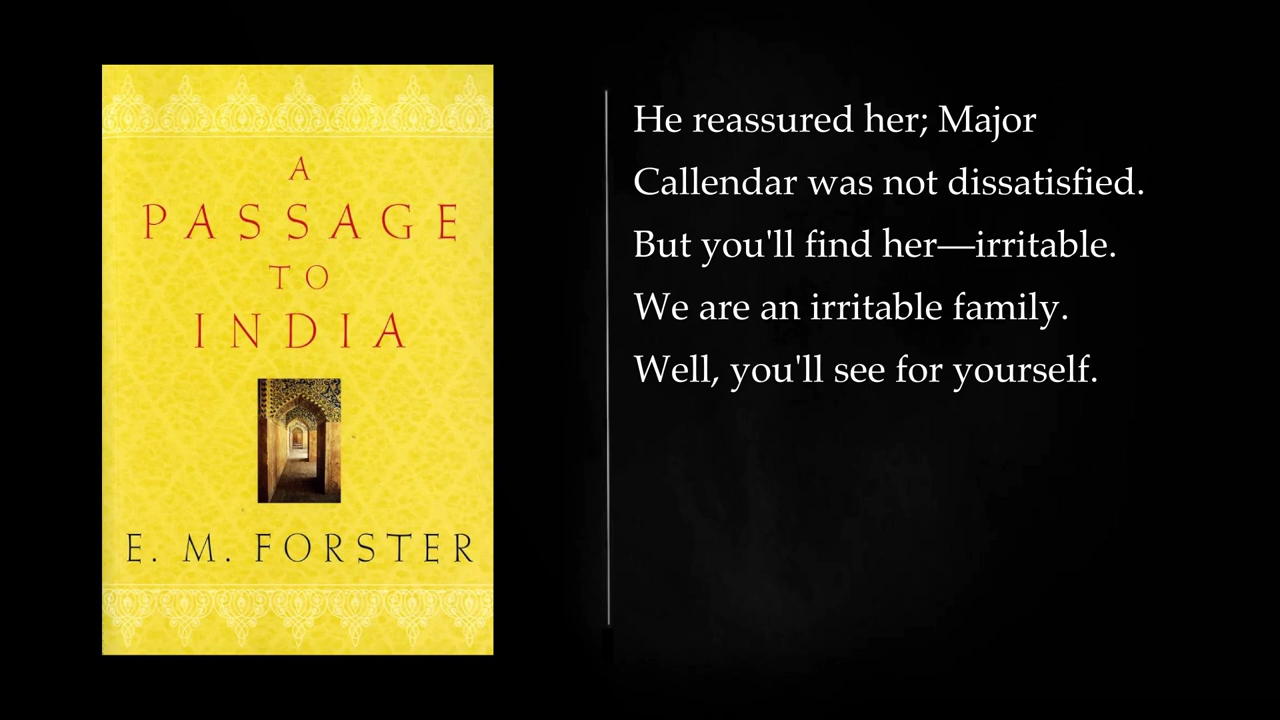 A
PASSAGE
TO
INDIA
E. M. FORSTER
He reassured her; Major
Callendar was not dissatisfied.
But you'll find her—irritable.
We are an irritable family.
Well, you'll see for yourself.